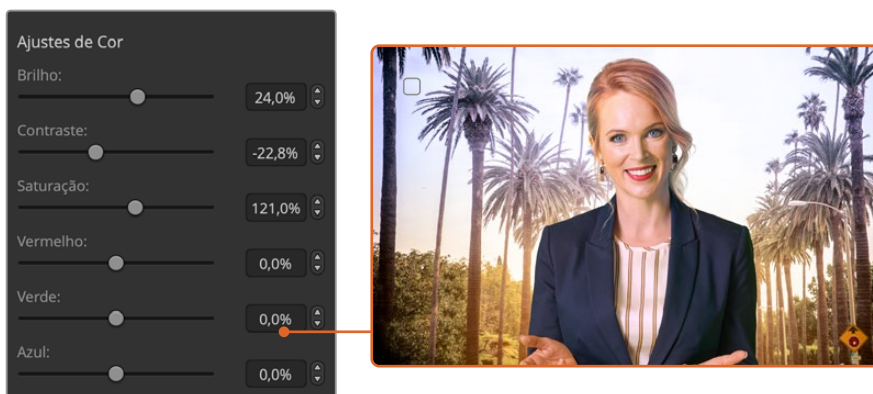 Ajustes de Cor
Brilho:
24,0%
Contraste:
-22,8%
Saturação:
121,0%
Vermelho:
0,0%
Verde:
0,0%
Azul:
0,0%